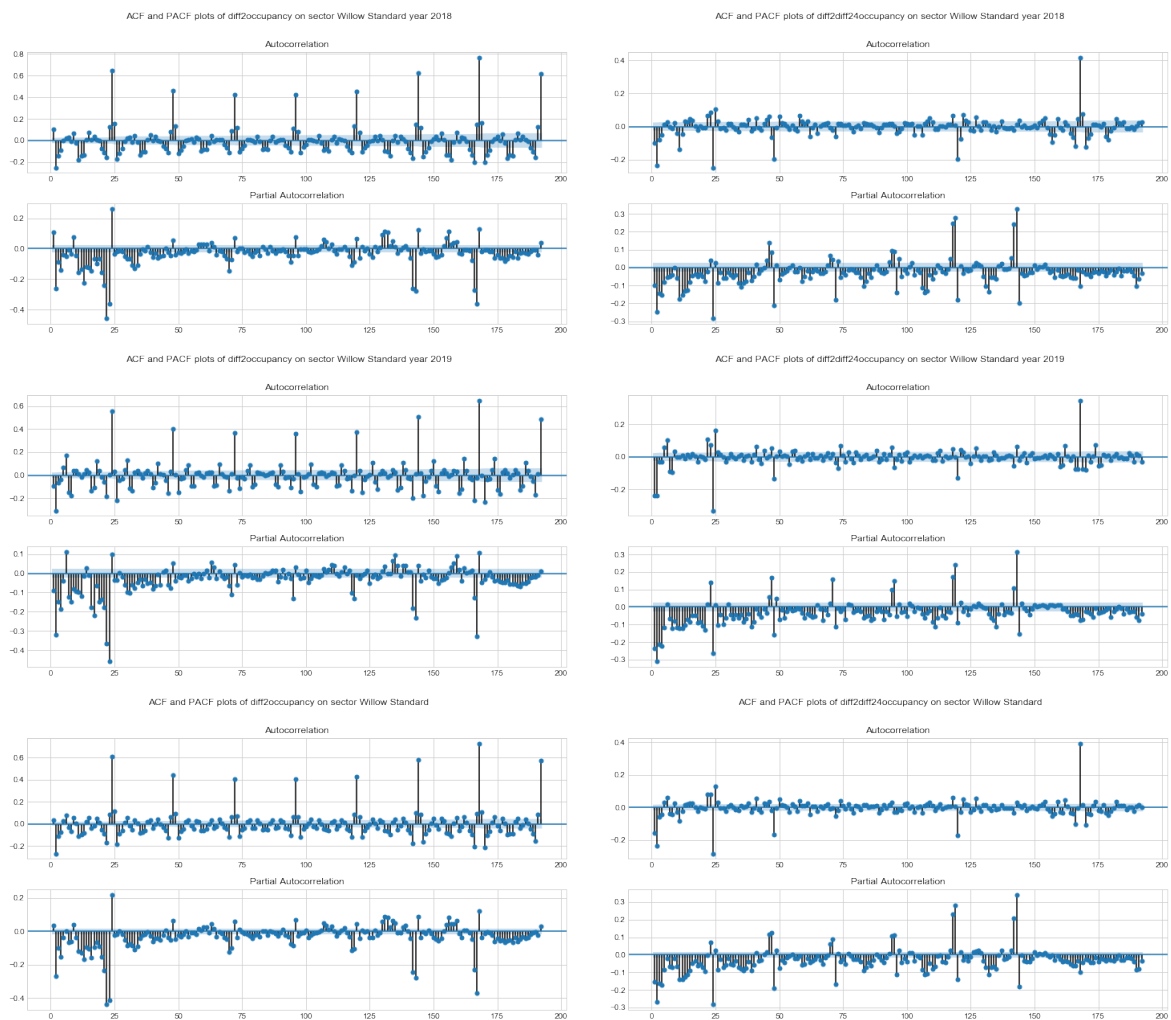 ACF and PACF plots of diff2occupancy on sector Willow Standard year 2018
Autocorrelation
0.8
0.6
0.4
0.2
0.0
−0.2
0 25 50 75 100 125 150 175 200
Partial Autocorrelation
0.2
0.0
−0.2
−0.4
0 25 50 75 100 125 150 175 200
ACF and PACF plots of diff2diff24occupancy on sector Willow Standard year 2018
Autocorrelation
0.4
0.2
0.0
−0.2
0 25 50 75 100 125 150 175 200
Partial Autocorrelation
0.3
0.2
0.1
0.0
−0.1
−0.2
−0.3
0 25 50 75 100 125 150 175 200
ACF and PACF plots of diff2occupancy on sector Willow Standard year 2019
Autocorrelation
0.6
0.4
0.2
0.0
−0.2
0 25 50 75 100 125 150 175 200
Partial Autocorrelation
0.1
0.0
−0.1
−0.2
−0.3
−0.4
0 25 50 75 100 125 150 175 200
ACF and PACF plots of diff2diff24occupancy on sector Willow Standard year 2019
Autocorrelation
0.2
0.0
−0.2
0 25 50 75 100 125 150 175 200
Partial Autocorrelation
0.3
0.2
0.1
0.0
−0.1
−0.2
−0.3
0 25 50 75 100 125 150 175 200
ACF and PACF plots of diff2occupancy on sector Willow Standard
Autocorrelation
0.6
0.4
0.2
0.0
−0.2
0 25 50 75 100 125 150 175 200
Partial Autocorrelation
0.2
0.0
−0.2
−0.4
0 25 50 75 100 125 150 175 200
ACF and PACF plots of diff2diff24occupancy on sector Willow Standard
Autocorrelation
0.4
0.2
0.0
−0.2
0 25 50 75 100 125 150 175 200
Partial Autocorrelation
0.3
0.2
0.1
0.0
−0.1
−0.2
−0.3
0 25 50 75 100 125 150 175 200